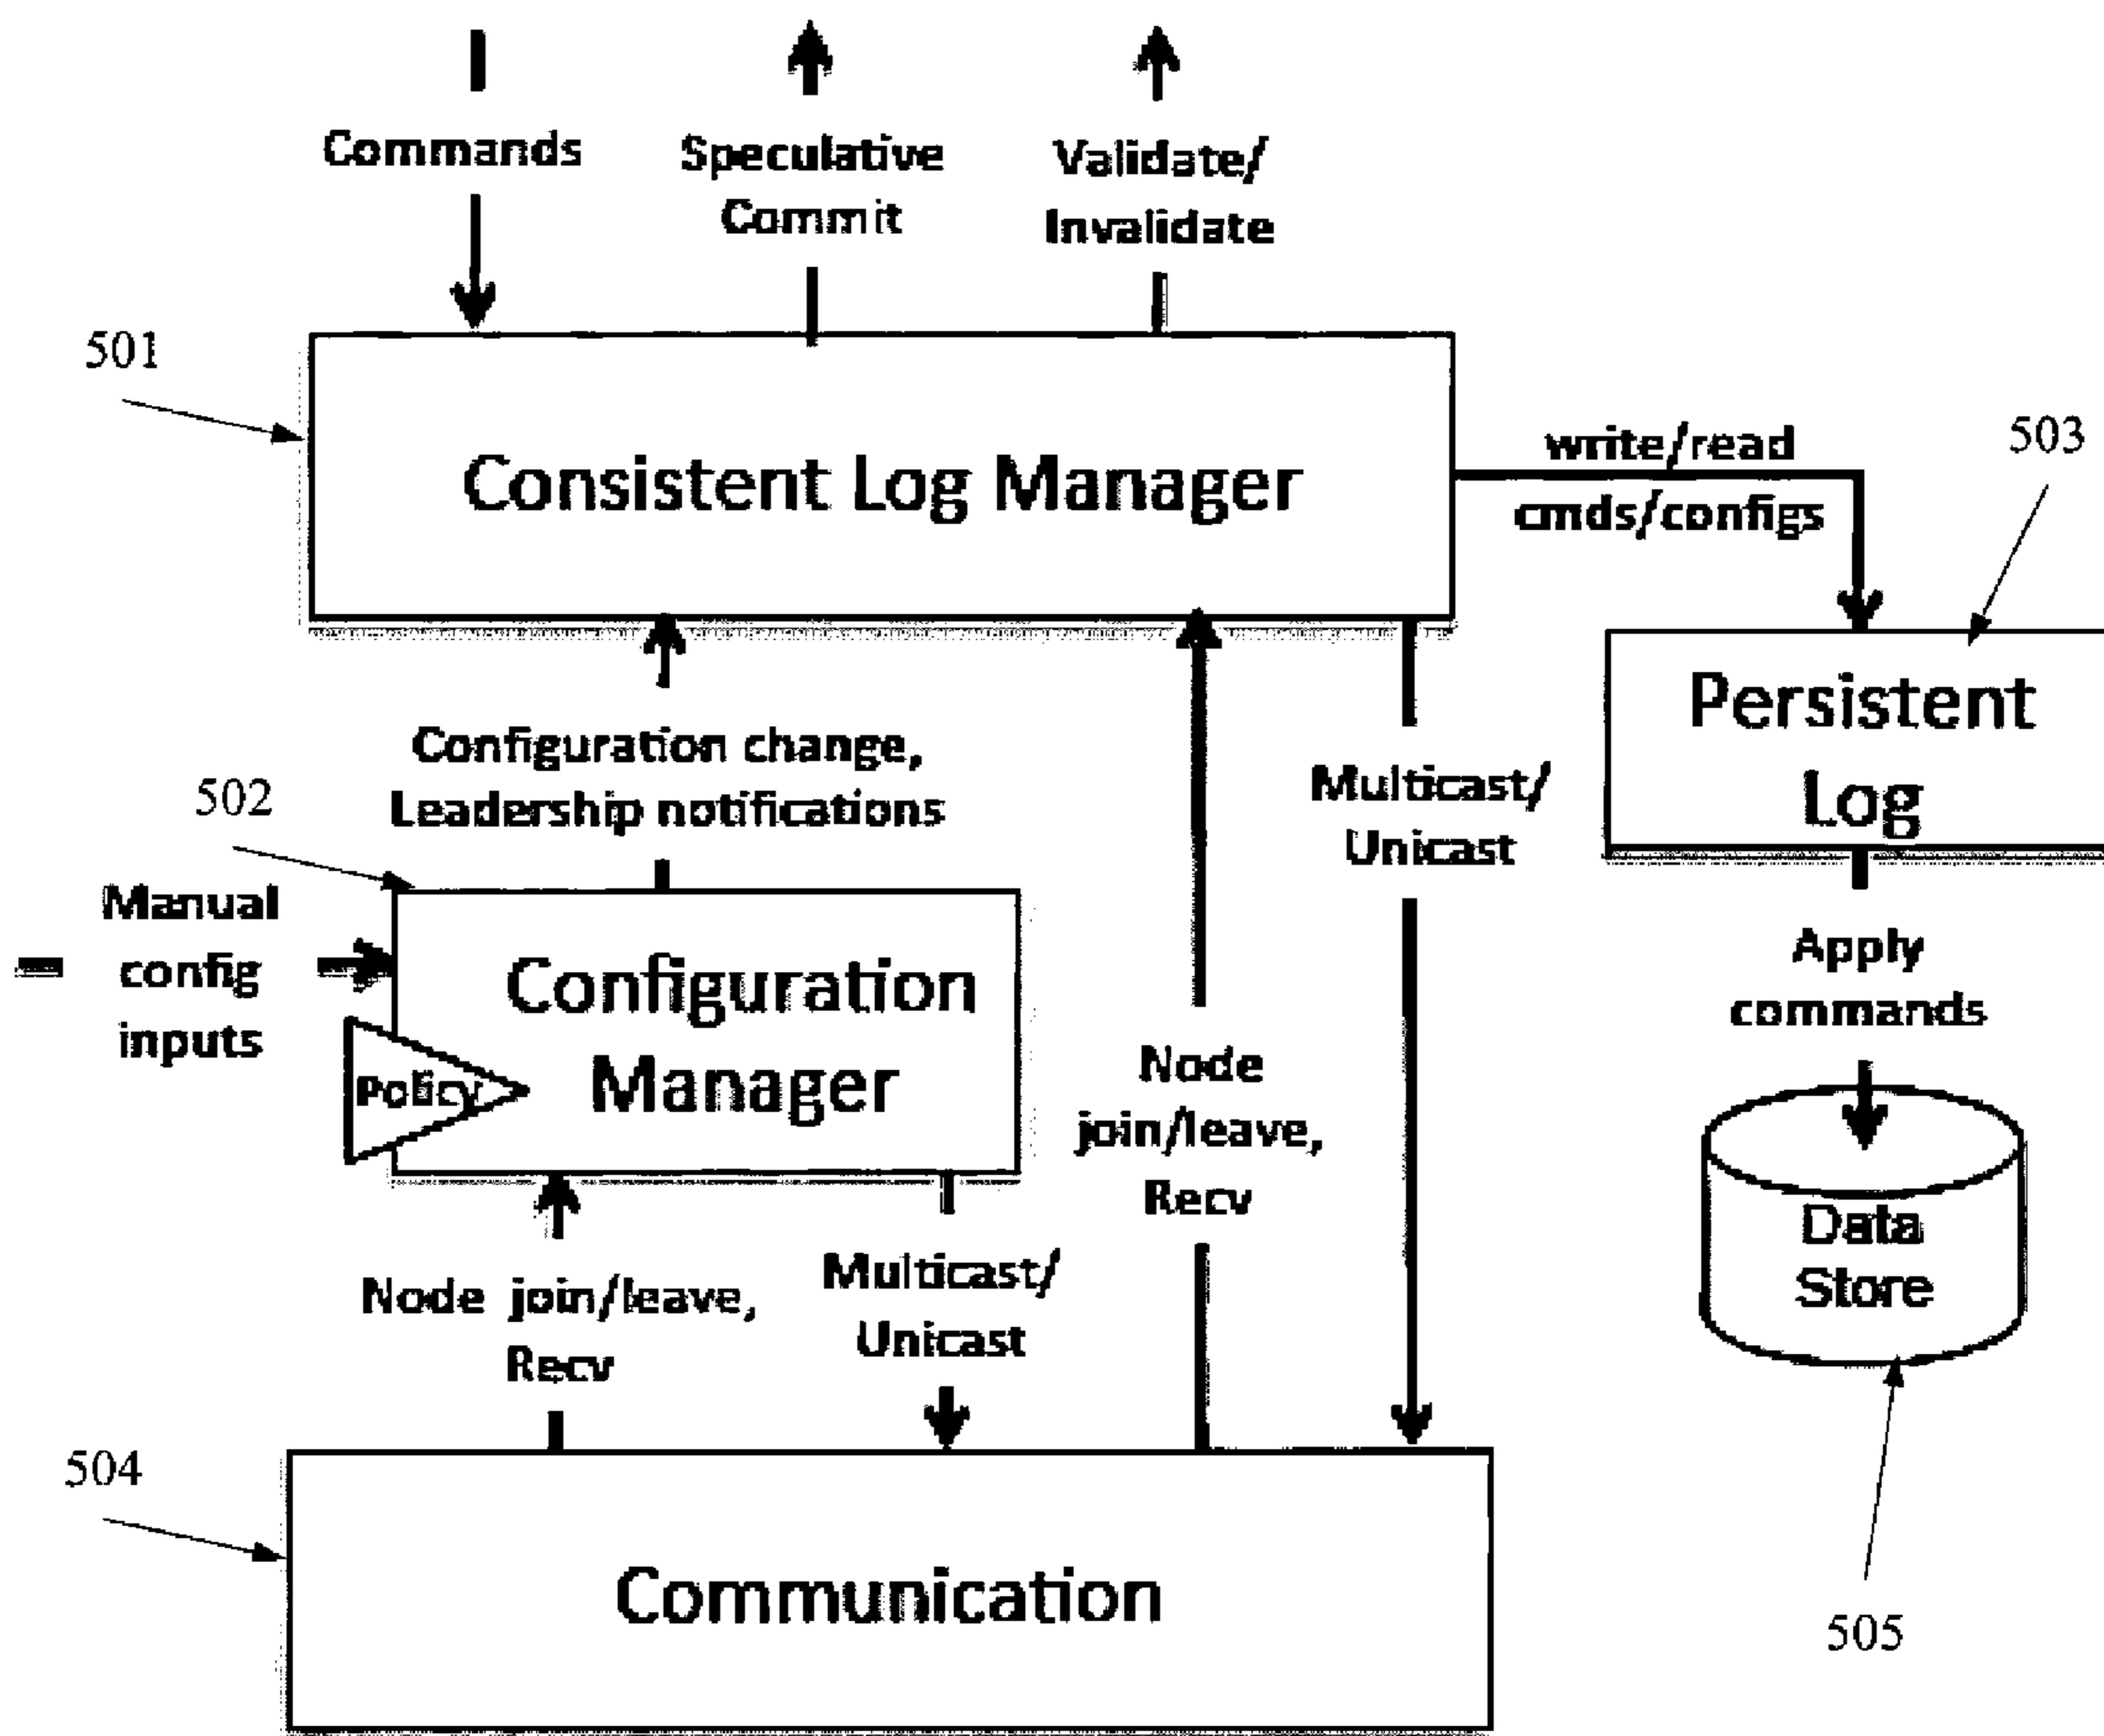 Commands
Speculative
Commit
Validate/
Invalidate
501
Consistent Log Manager
write/read
cmds/configs
503
Persistent
Log
Configuration change,
Leadership notifications
502
Multicast/
Unicast
Manual
config
inputs
Configuration
Manager
Policy
Apply
commands
Node
join/leave,
Recv
Data
Store
Node join/leave,
Recv
Multicast/
Unicast
504
Communication
505